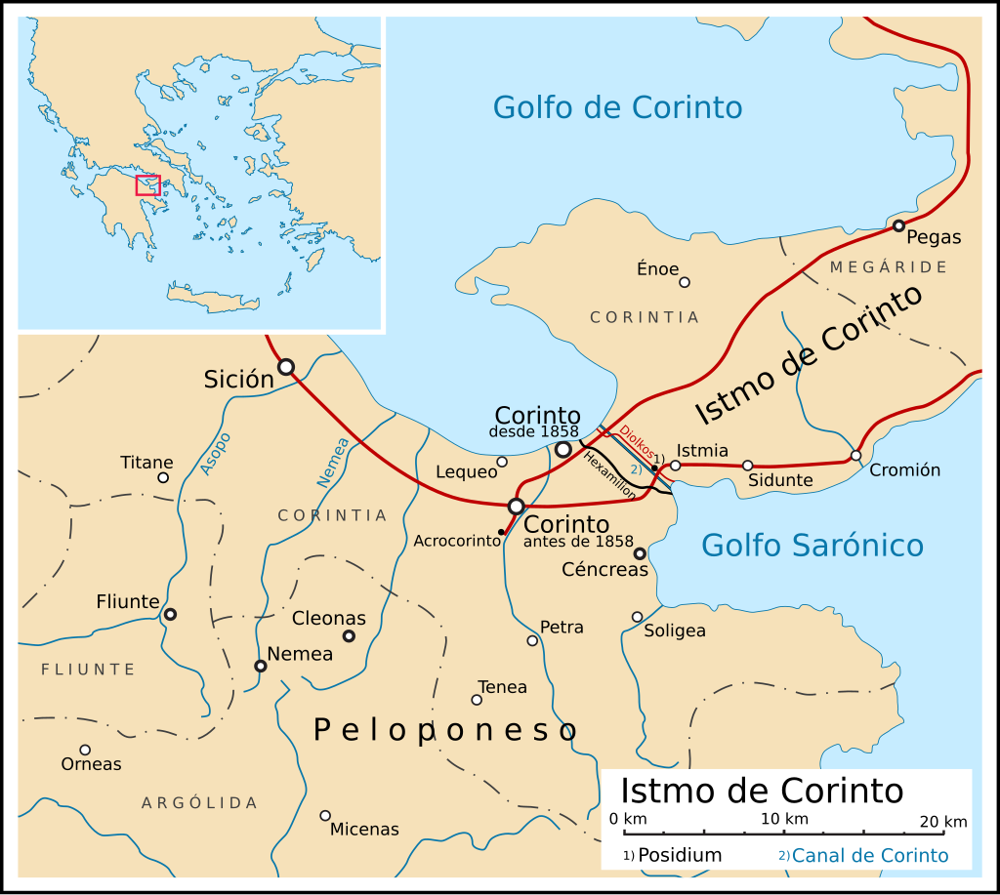 Golfo de Corinto
Pegas
MEGÁRIDE
Énoe
CORINTIA
Istmo de Corinto
Sición
Corinto
desde 1858
Diolkos
1)
2)
Hexamilion
Istmia
Sidunte
Cromión
Asopo
Nemea
Titane
Lequeo
CORINTIA
Corinto
antes de 1858
Acrocorinto
Golfo Sarónico
Céncreas
Fliunte
Cleonas
Petra
Soligea
Nemea
FLIUNTE
Tenea
Peloponeso
Orneas
ARGÓLIDA
Micenas
Istmo de Corinto
0 km 10 km 20 km
1) Posidium 2) Canal de Corinto